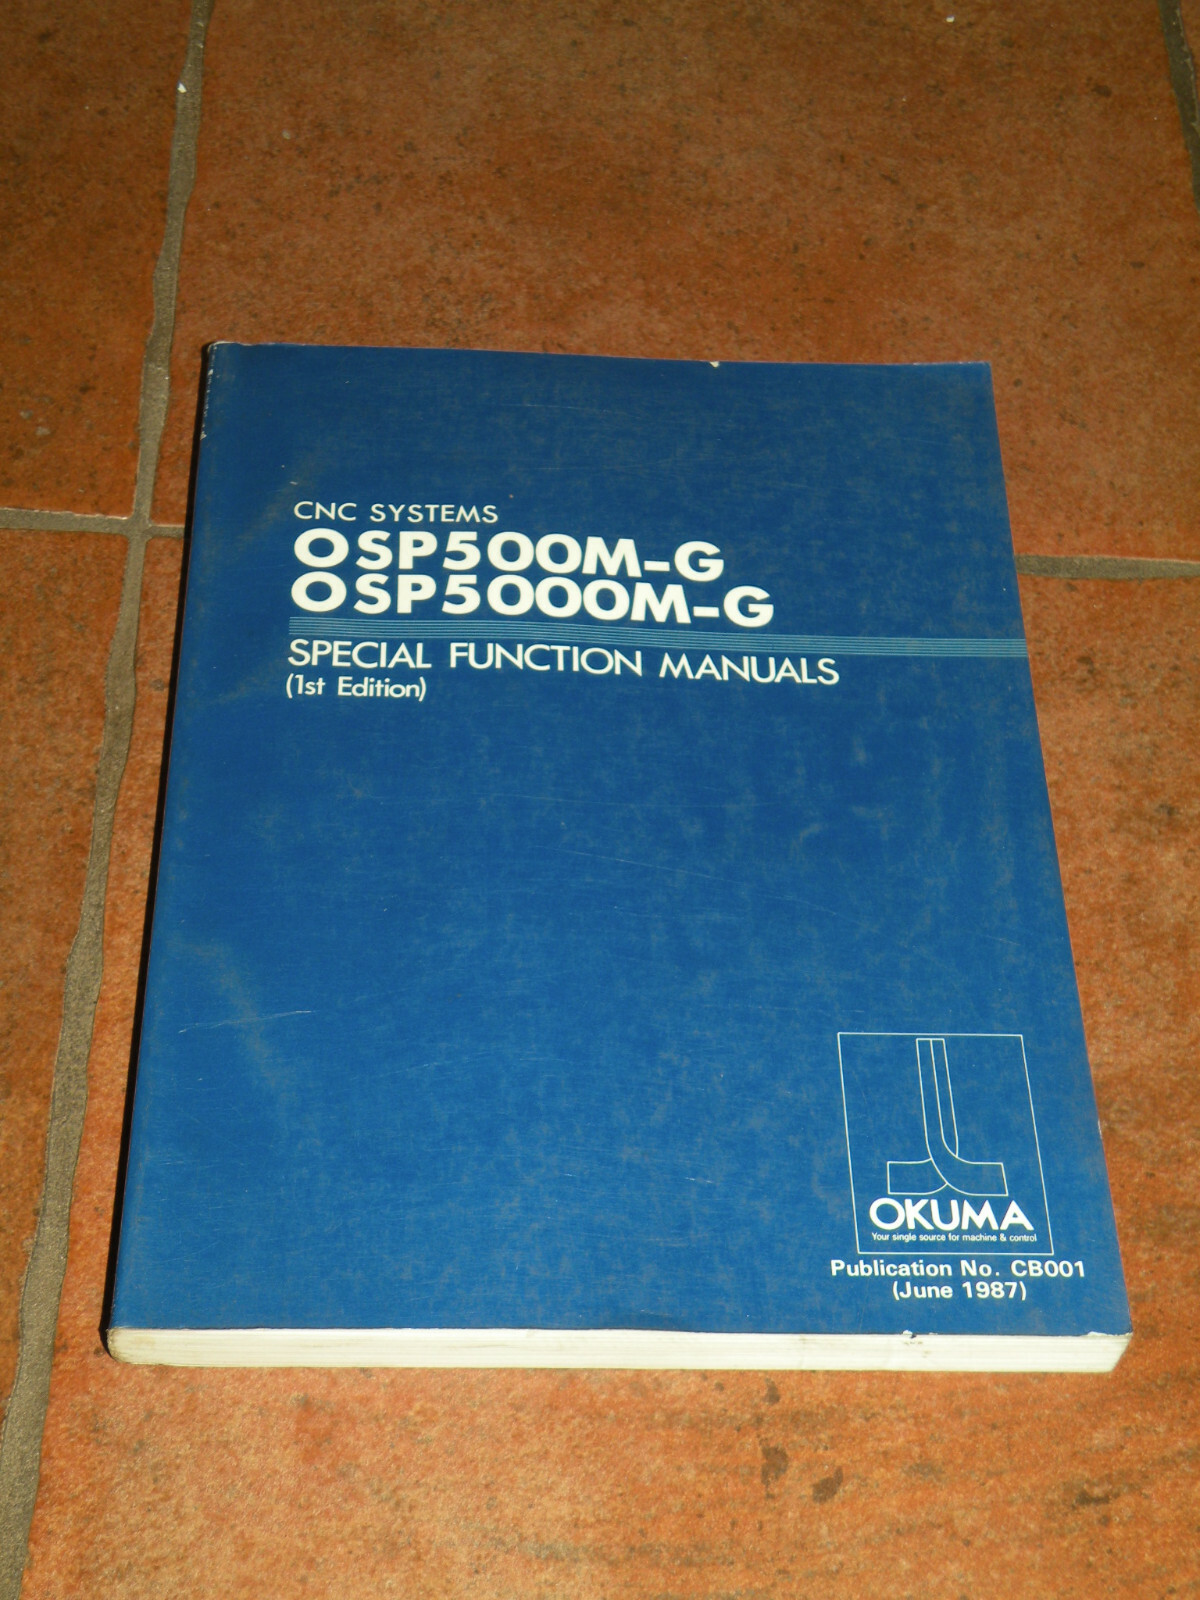 CNC SYSTEMS
OSP500M-G
OSP5000M-G
SPECIAL FUNCTION MANUALS
(1st Edition)
OKUMA
Your single source for machine & control
Publication No. CB001
(June 1987)